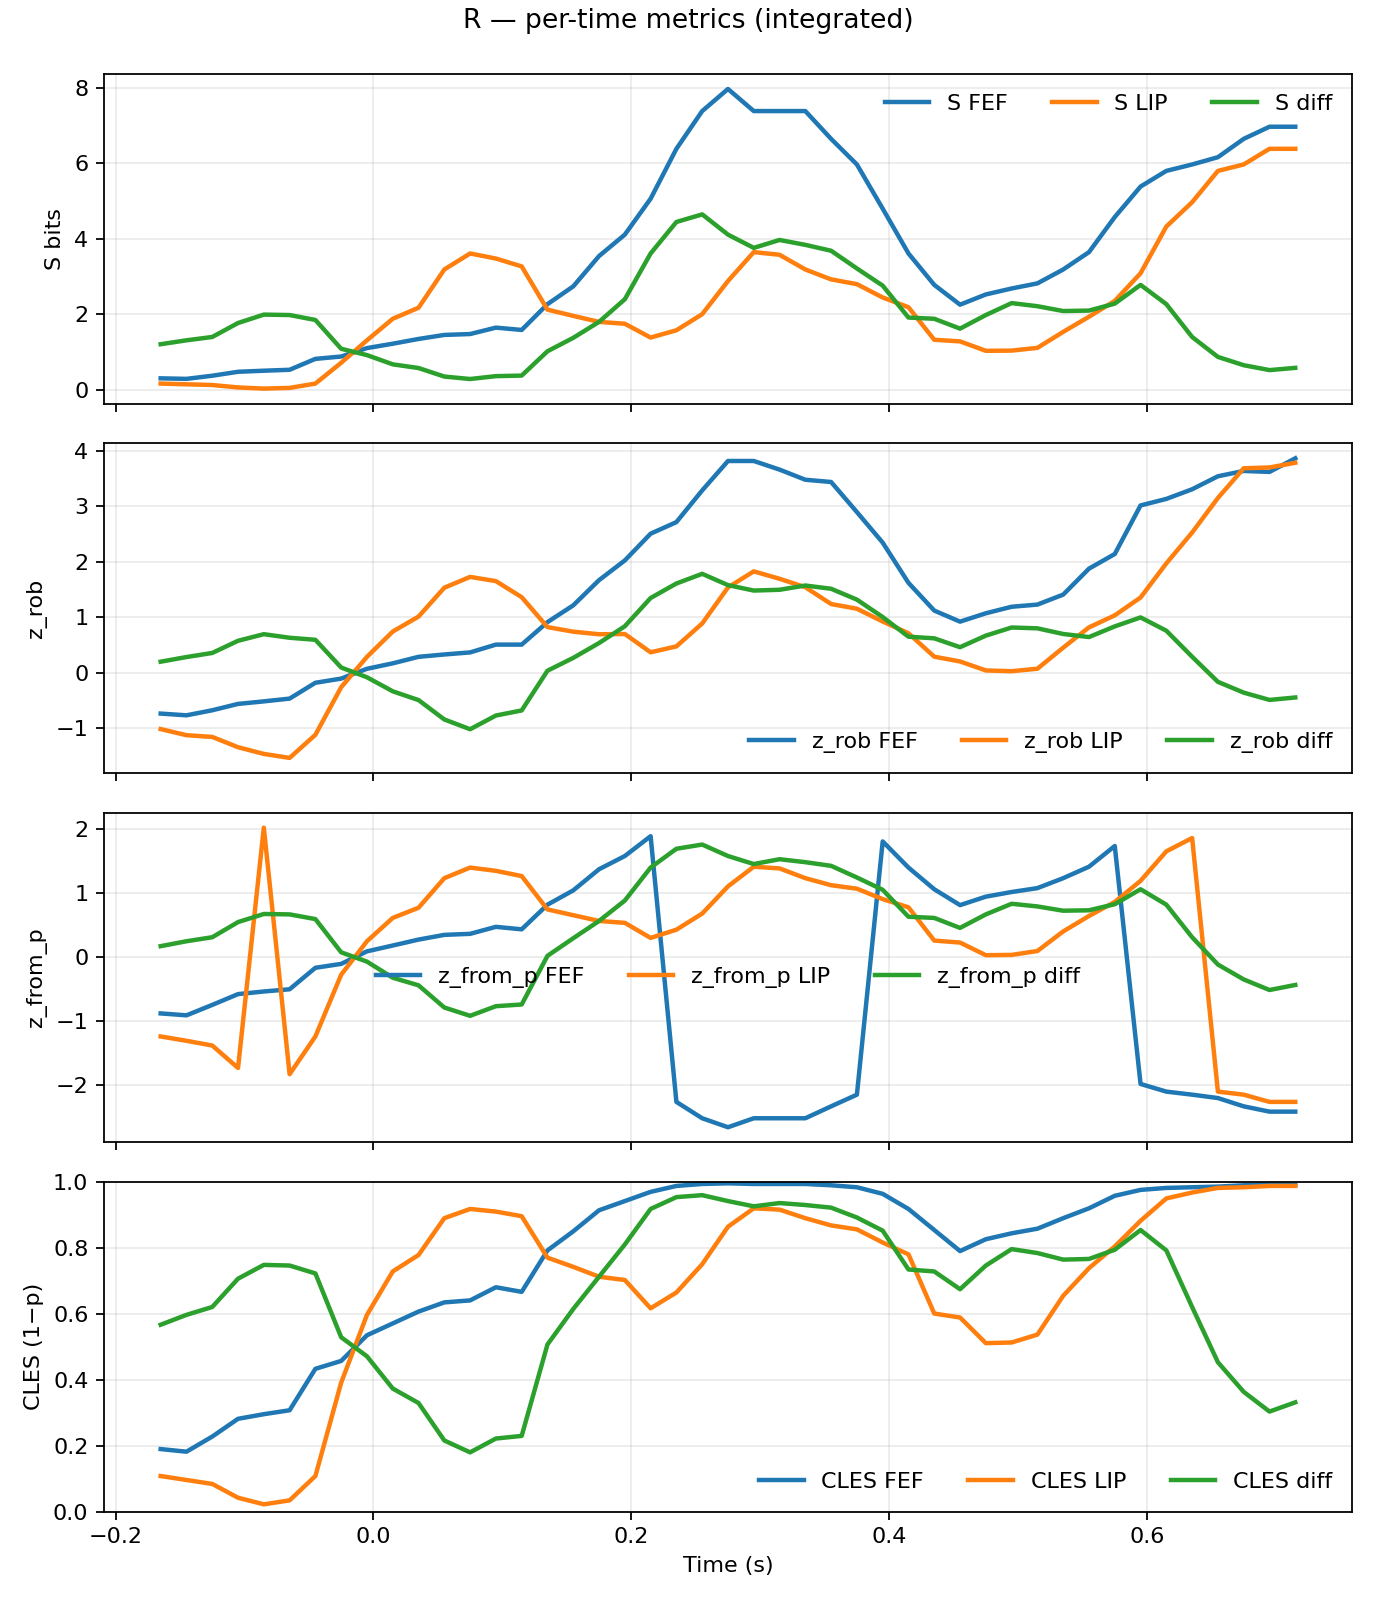 R — per-time metrics (integrated)
8
6
4
2
0
S bits
S FEF
S LIP
S diff
4
3
2
1
0
−1
z_rob
z_rob FEF
z_rob LIP
z_rob diff
2
1
0
−1
−2
z_from_p
z_from_p FEF
z_from_p LIP
z_from_p diff
1.0
0.8
0.6
0.4
0.2
0.0
CLES (1−p)
CLES FEF
CLES LIP
CLES diff
−0.2
0.0
0.2
0.4
0.6
Time (s)